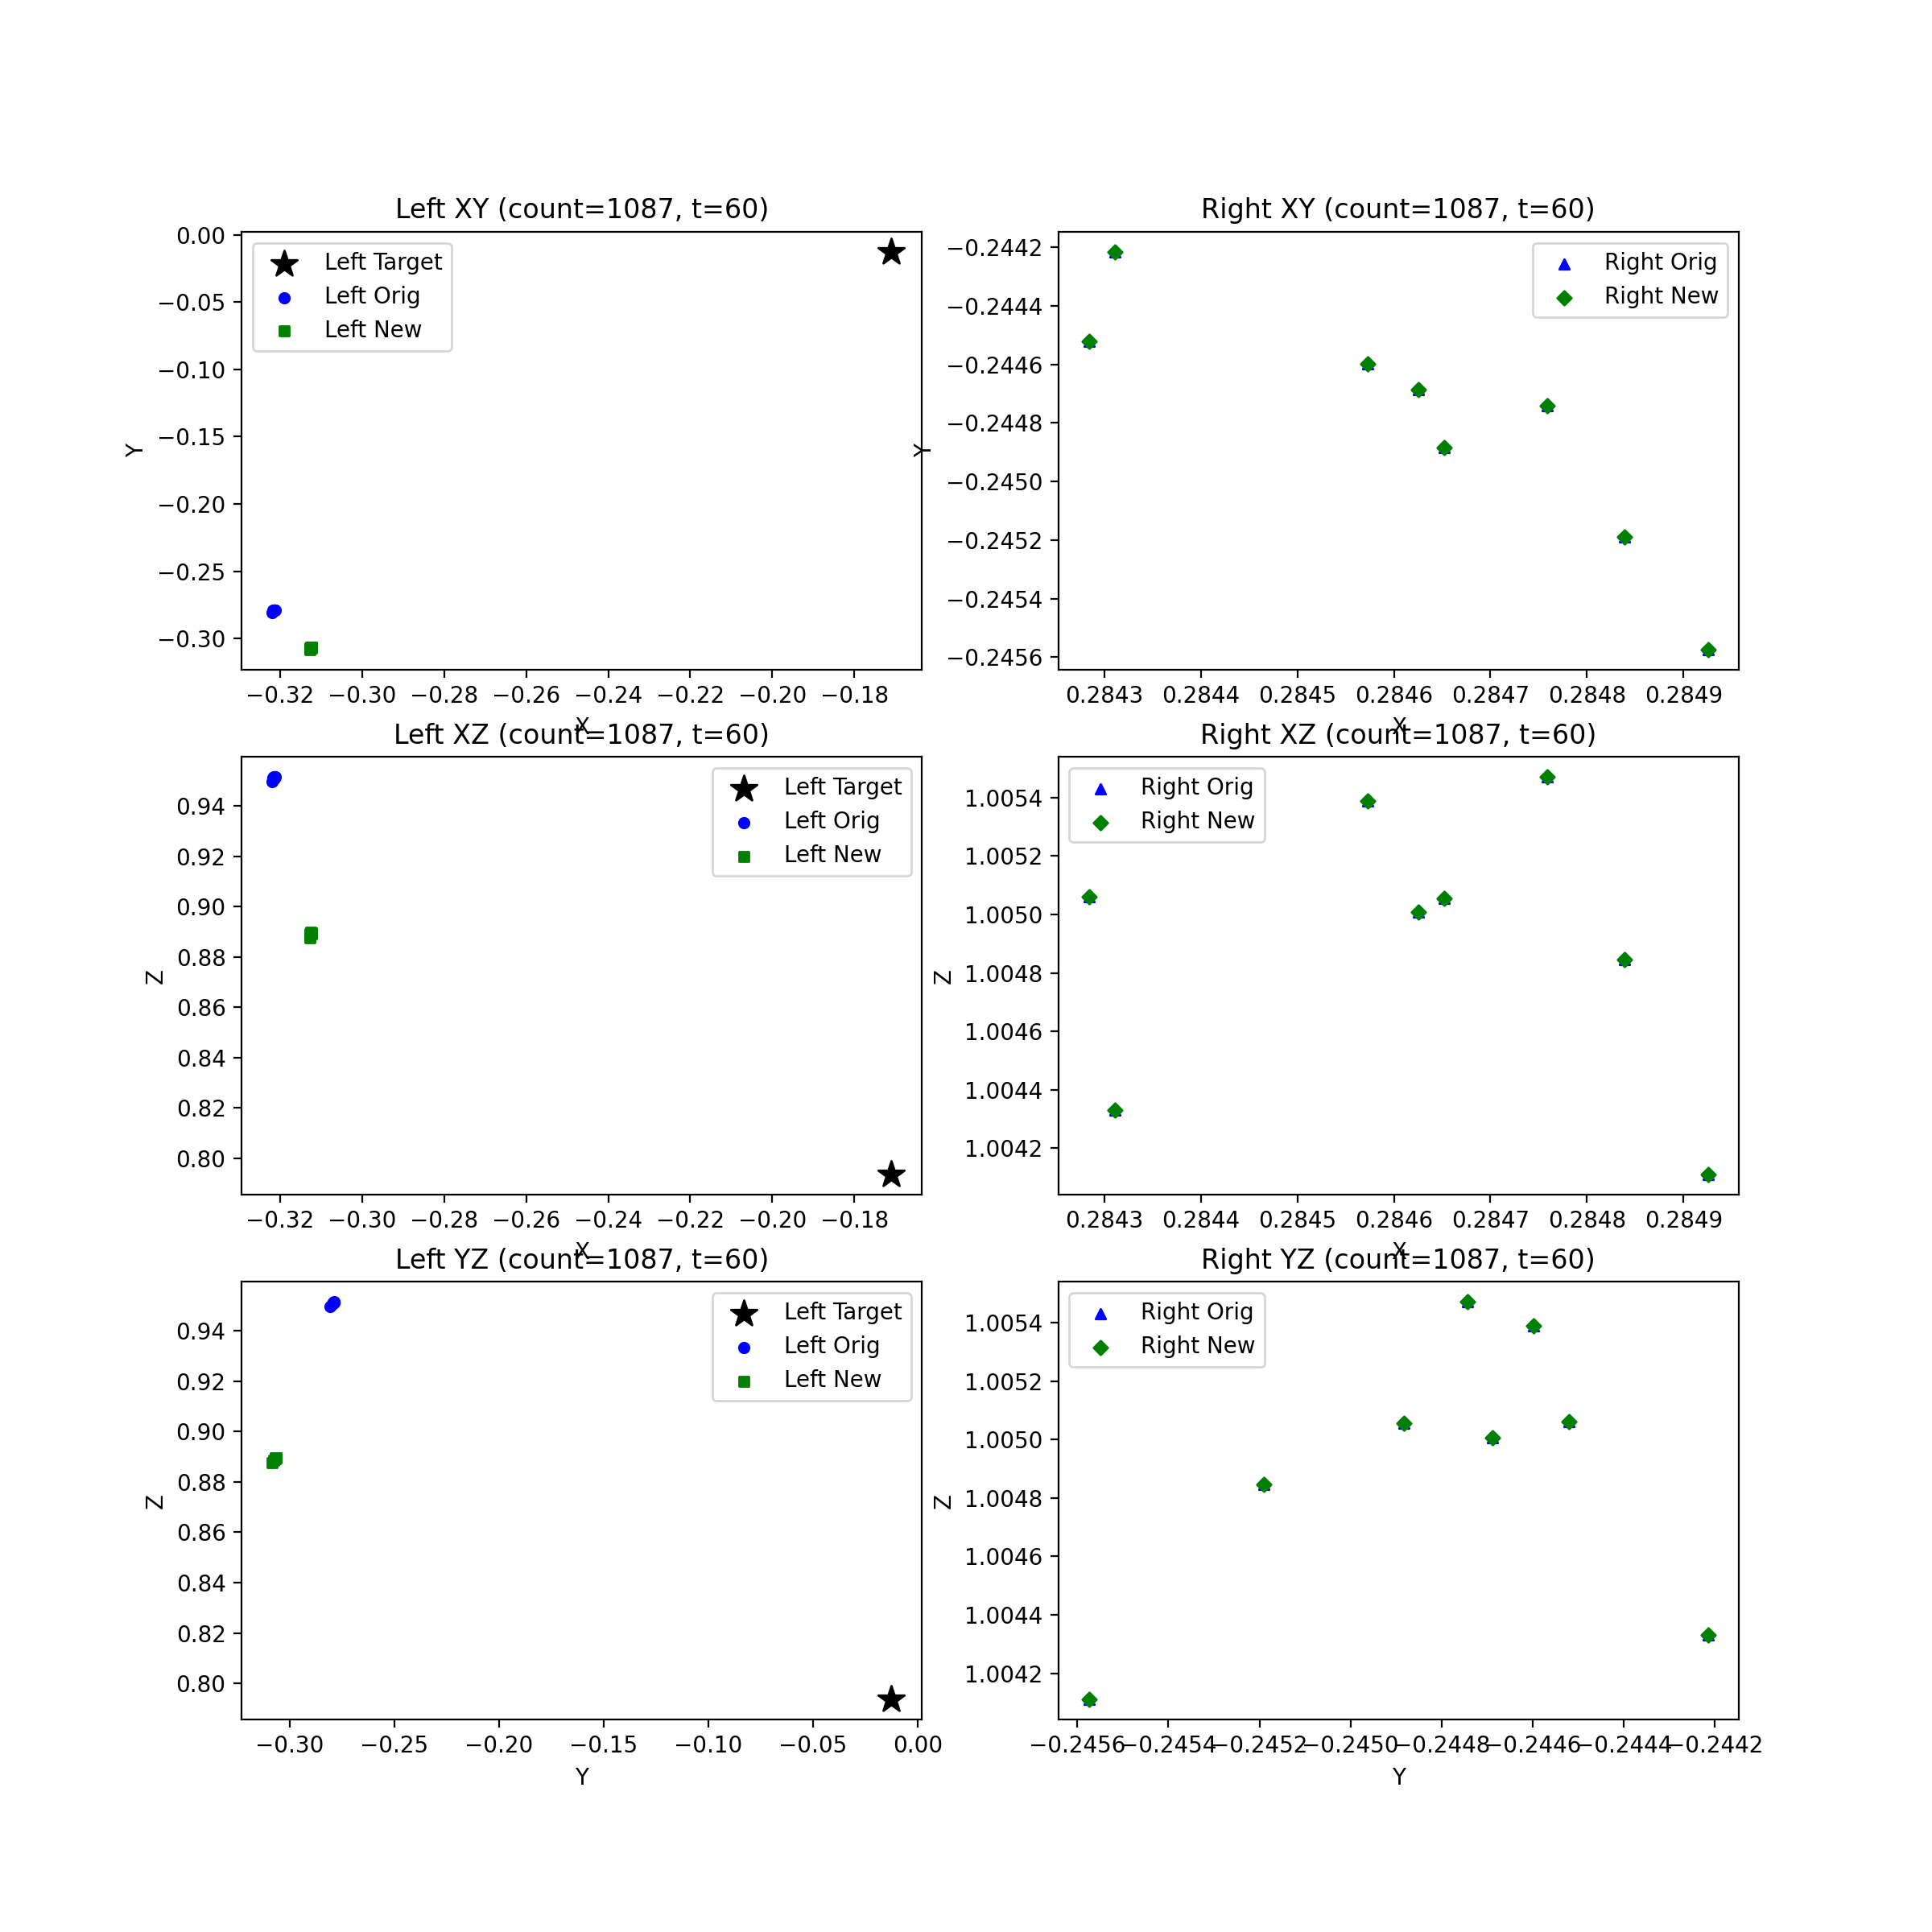 Left XY (count=1087, t=60)
0.00
−0.05
−0.10
−0.15
−0.20
−0.25
−0.30
Y
Left Target
Left Orig
Left New
−0.32 −0.30 −0.28 −0.26 −0.24 −0.22 −0.20 −0.18
X
Right XY (count=1087, t=60)
−0.2442
−0.2444
−0.2446
−0.2448
−0.2450
−0.2452
−0.2454
−0.2456
Y
Right Orig
Right New
0.2843 0.2844 0.2845 0.2846 0.2847 0.2848 0.2849
X
Left XZ (count=1087, t=60)
0.94
0.92
0.90
0.88
0.86
0.84
0.82
0.80
Z
Left Target
Left Orig
Left New
−0.32 −0.30 −0.28 −0.26 −0.24 −0.22 −0.20 −0.18
X
Right XZ (count=1087, t=60)
1.0054
1.0052
1.0050
1.0048
1.0046
1.0044
1.0042
Z
Right Orig
Right New
0.2843 0.2844 0.2845 0.2846 0.2847 0.2848 0.2849
X
Left YZ (count=1087, t=60)
0.94
0.92
0.90
0.88
0.86
0.84
0.82
0.80
Z
Left Target
Left Orig
Left New
−0.30 −0.25 −0.20 −0.15 −0.10 −0.05 0.00
Y
Right YZ (count=1087, t=60)
1.0054
1.0052
1.0050
1.0048
1.0046
1.0044
1.0042
Z
Right Orig
Right New
−0.2456 −0.2454 −0.2452 −0.2450 −0.2448 −0.2446 −0.2444 −0.2442
Y